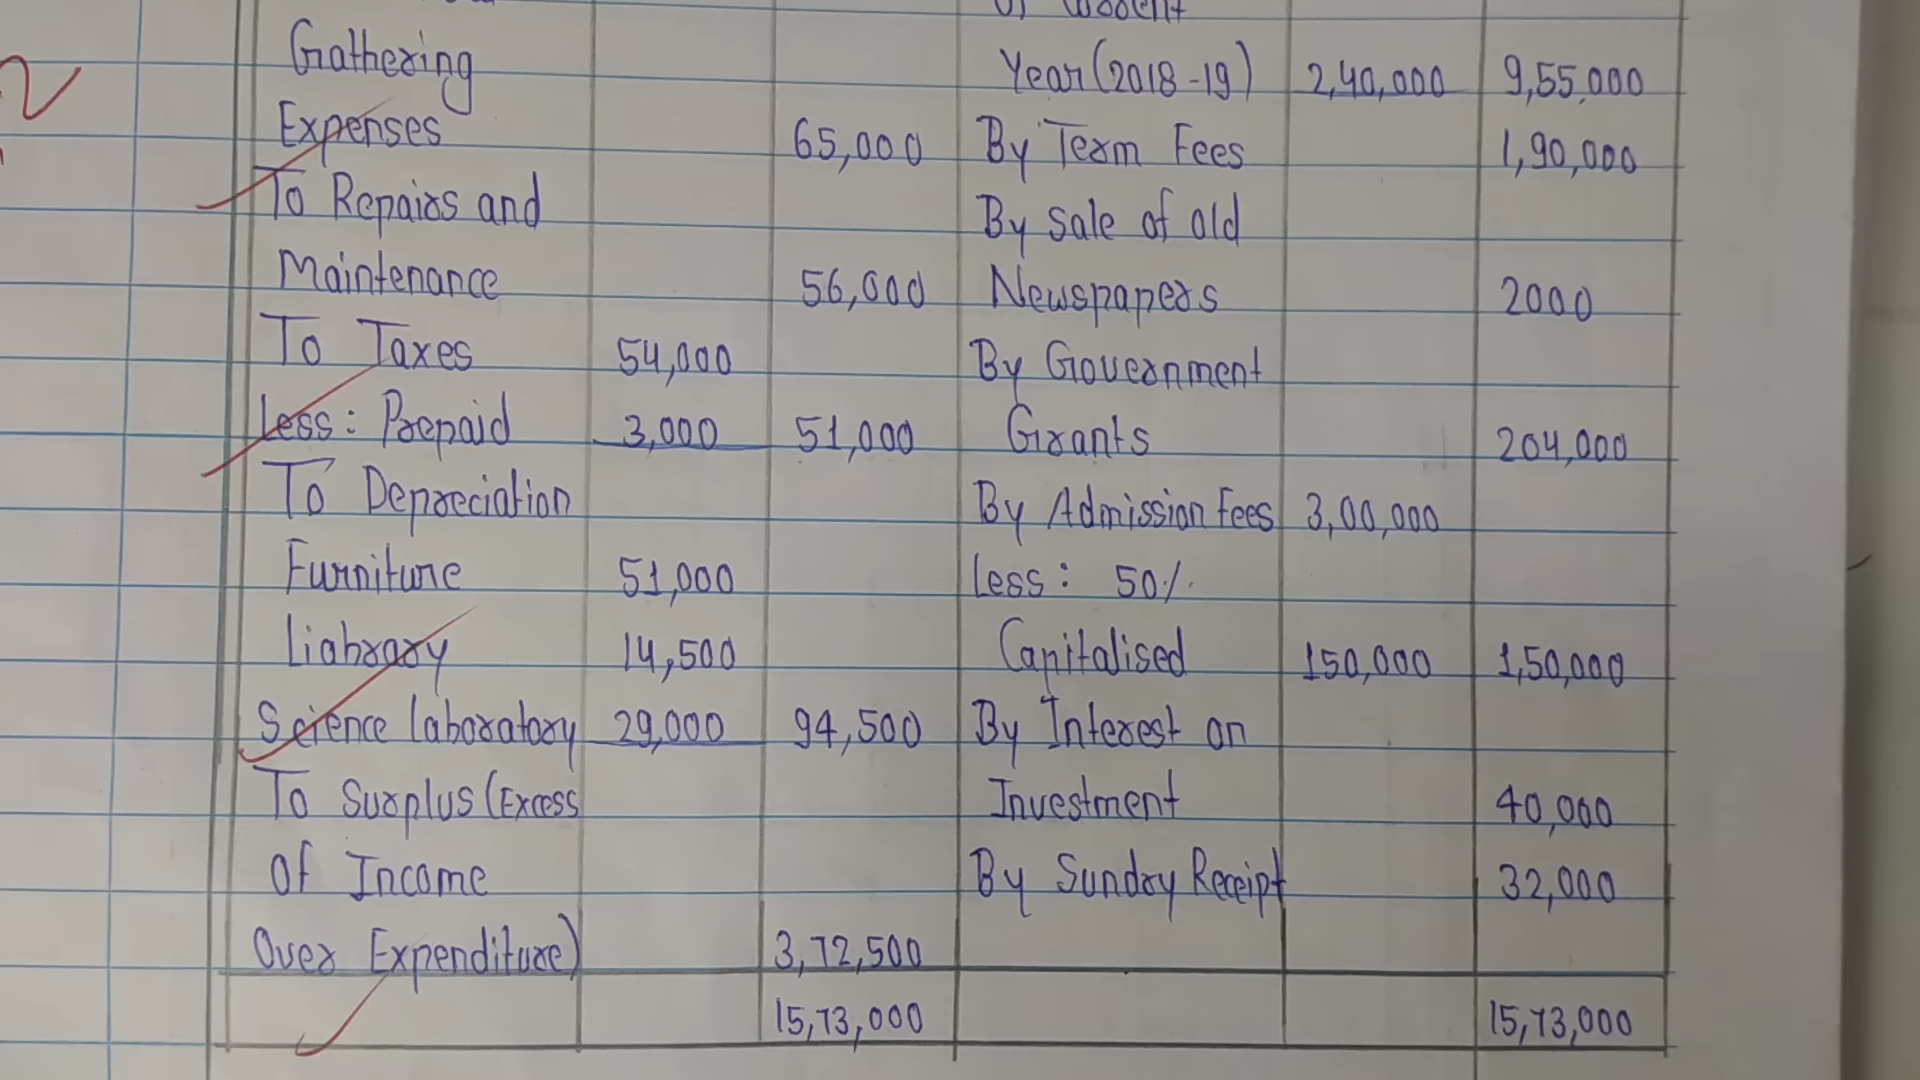 Gathering Year (2018-19) 2,40,000 9,55,000
Expenses 65,000 By Term Fees 1,90,000
To Repairs and By Sale of old
Maintenance 56,000 Newspapers 2000
To Taxes 54,000 By Government
Less: Prepaid 3,000 51,000 Grants 204,000
To Depreciation By Admission Fees 3,00,000
Furniture 51,000 Less: 50%
Liabrary 14,500 Capitalised 150,000 1,50,000
Science Laboratory 29,000 94,500 By Interest on
To Surplus (Excess Investment 40,000
Of Income By Sundry Receipt 32,000
Over Expenditure) 3,72,500
15,73,000 15,73,000